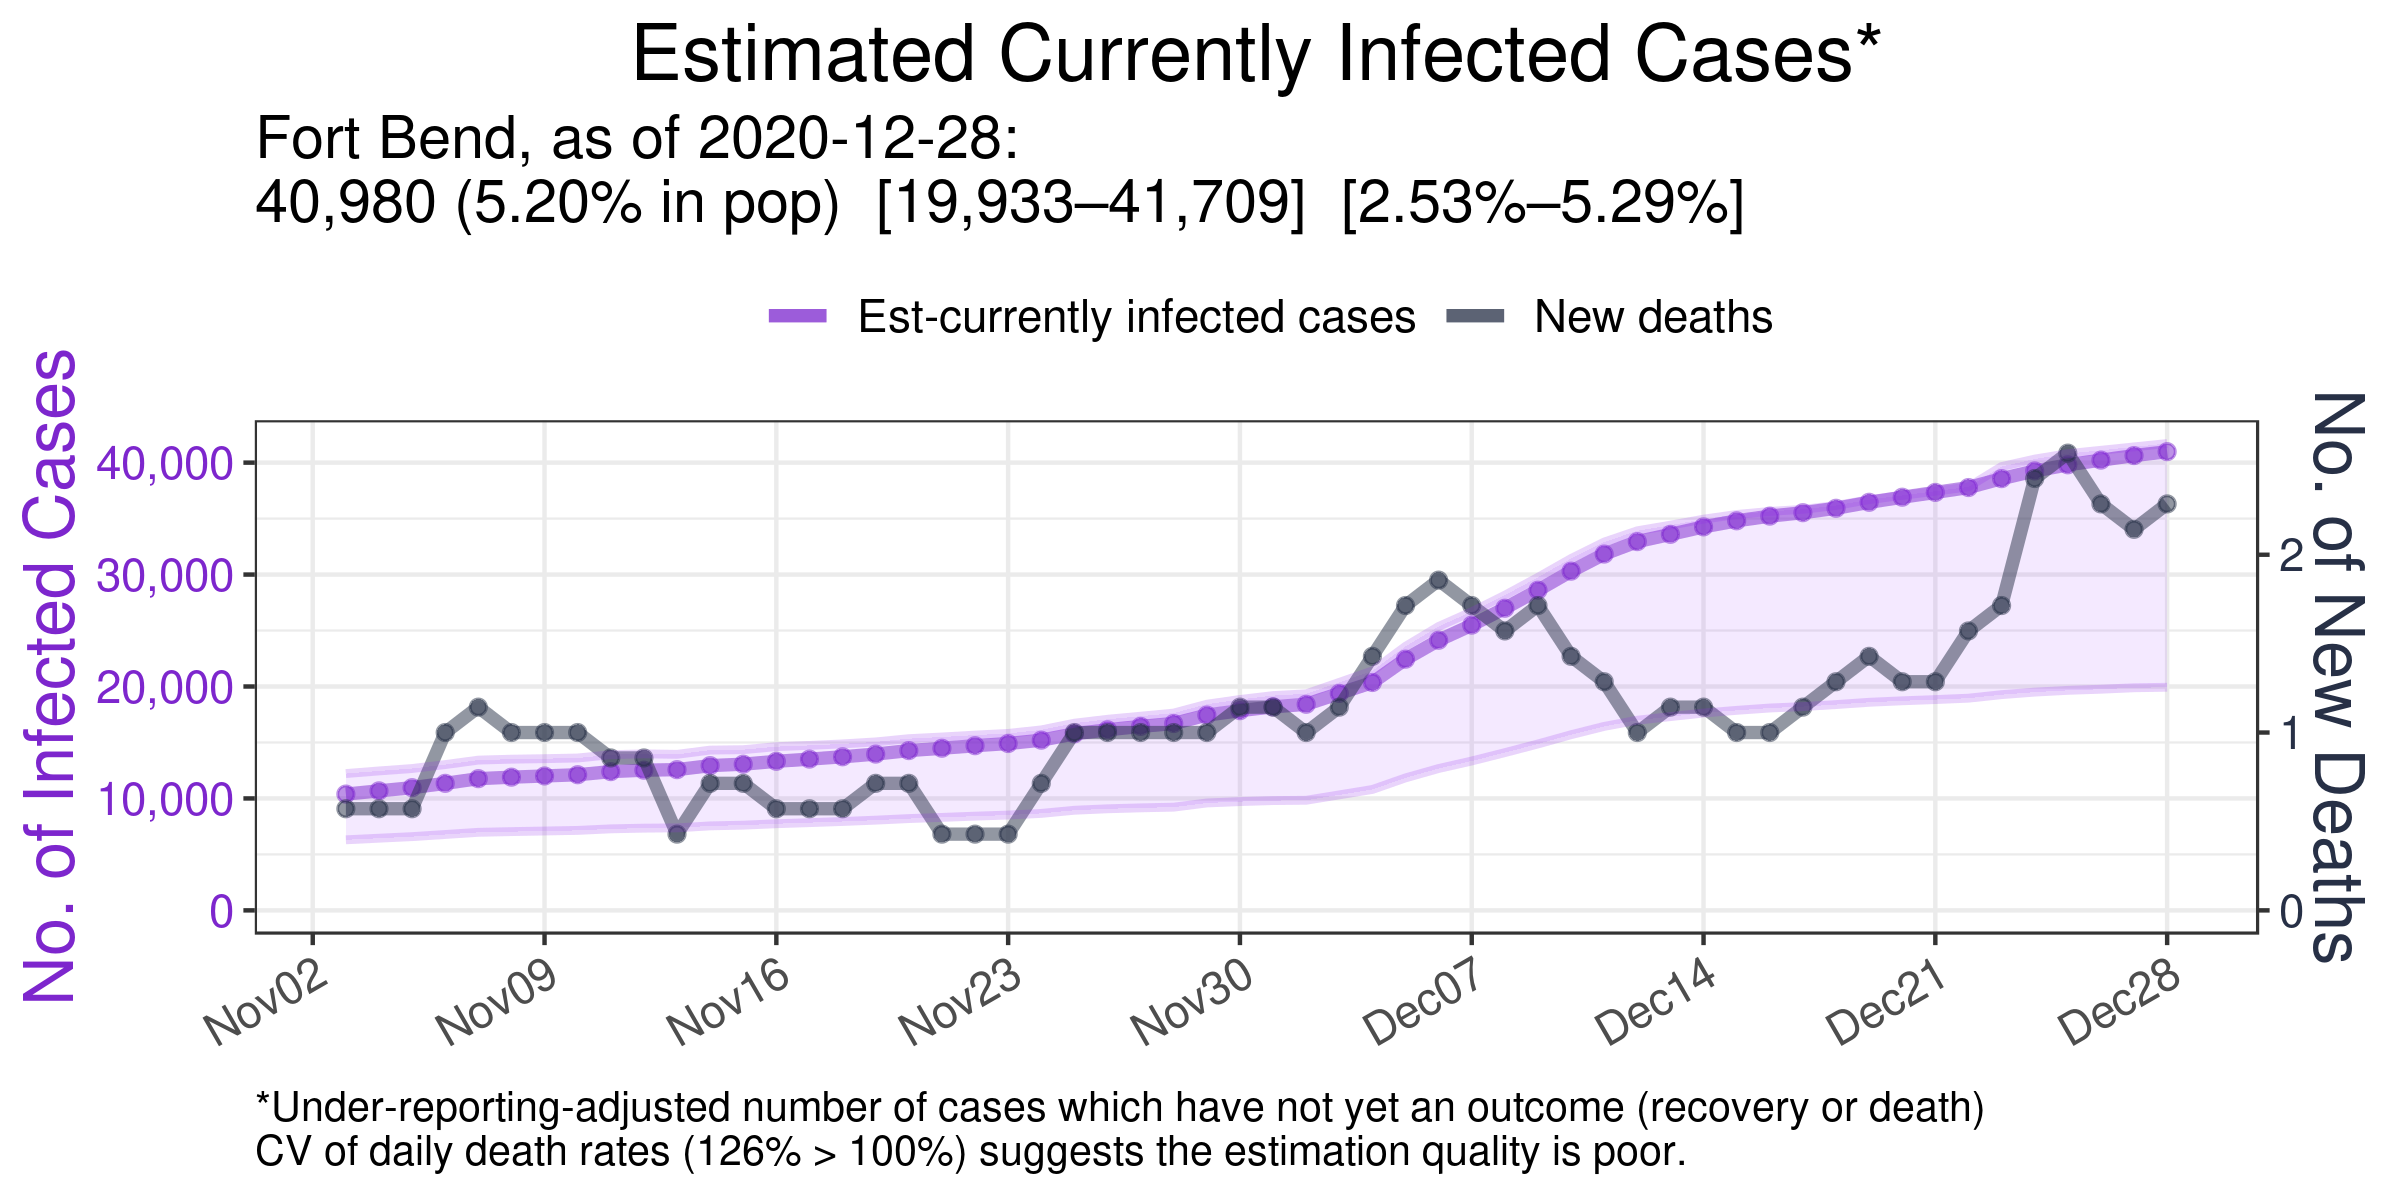 Estimated Currently Infected Cases*
Fort Bend, as of 2020-12-28:
40,980 (5.20% in pop)  [19,933–41,709]  [2.53%–5.29%]
Est-currently infected cases
New deaths
No. of Infected Cases
40,000
30,000
20,000
10,000
0
No. of New Deaths
2
1
0
Nov02
Nov09
Nov16
Nov23
Nov30
Dec07
Dec14
Dec21
Dec28
*Under-reporting-adjusted number of cases which have not yet an outcome (recovery or death)
CV of daily death rates (126% > 100%) suggests the estimation quality is poor.